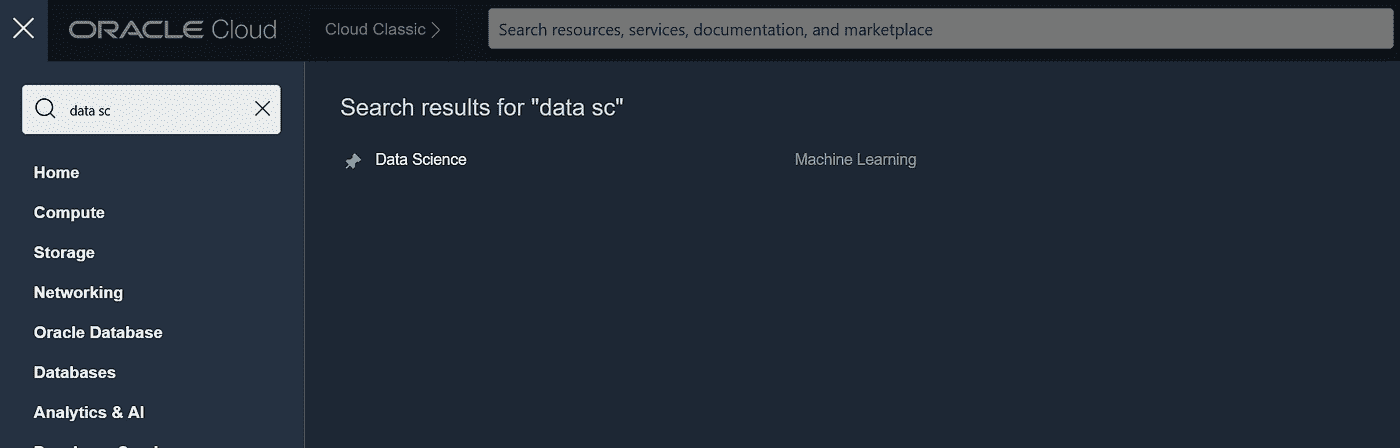 ORACLE Cloud
Cloud Classic
Search resources, services, documentation, and marketplace
data sc
Home
Compute
Storage
Networking
Oracle Database
Databases
Analytics & AI
Search results for "data sc"
Data Science
Machine Learning